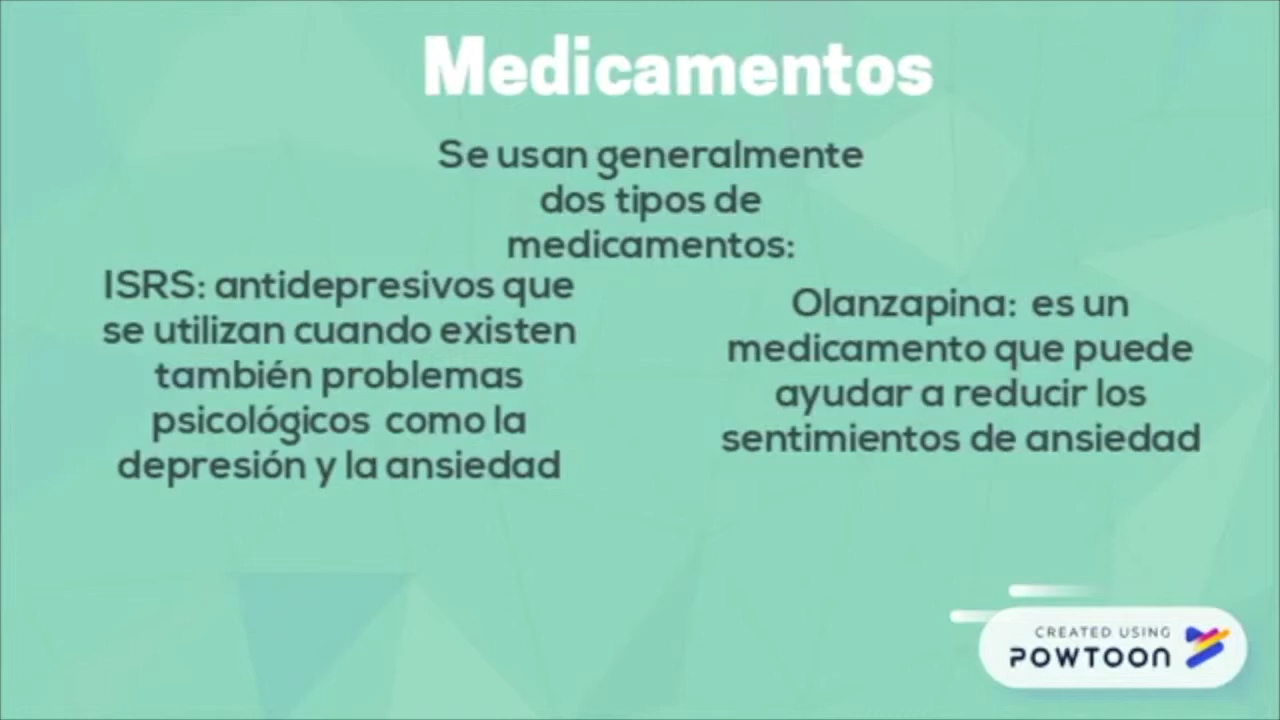 Medicamentos
Se usan generalmente
dos tipos de
medicamentos:
ISRS: antidepresivos que
se utilizan cuando existen
también problemas
psicológicos como la
depresión y la ansiedad
Olanzapina: es un
medicamento que puede
ayudar a reducir los
sentimientos de ansiedad
CREATED USING
POWTOON